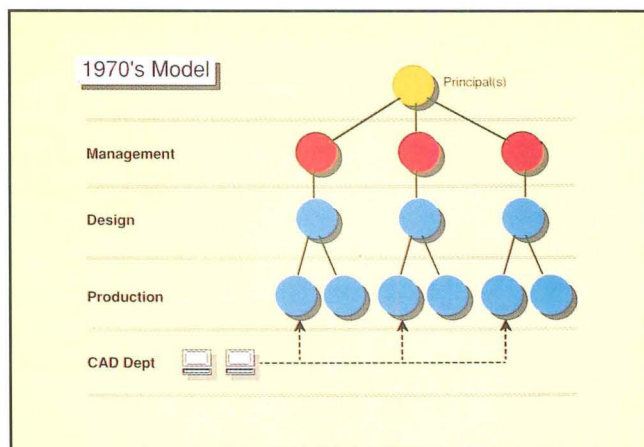 1970's Model
Principal(s)
Management
Design
Production
CAD Dept